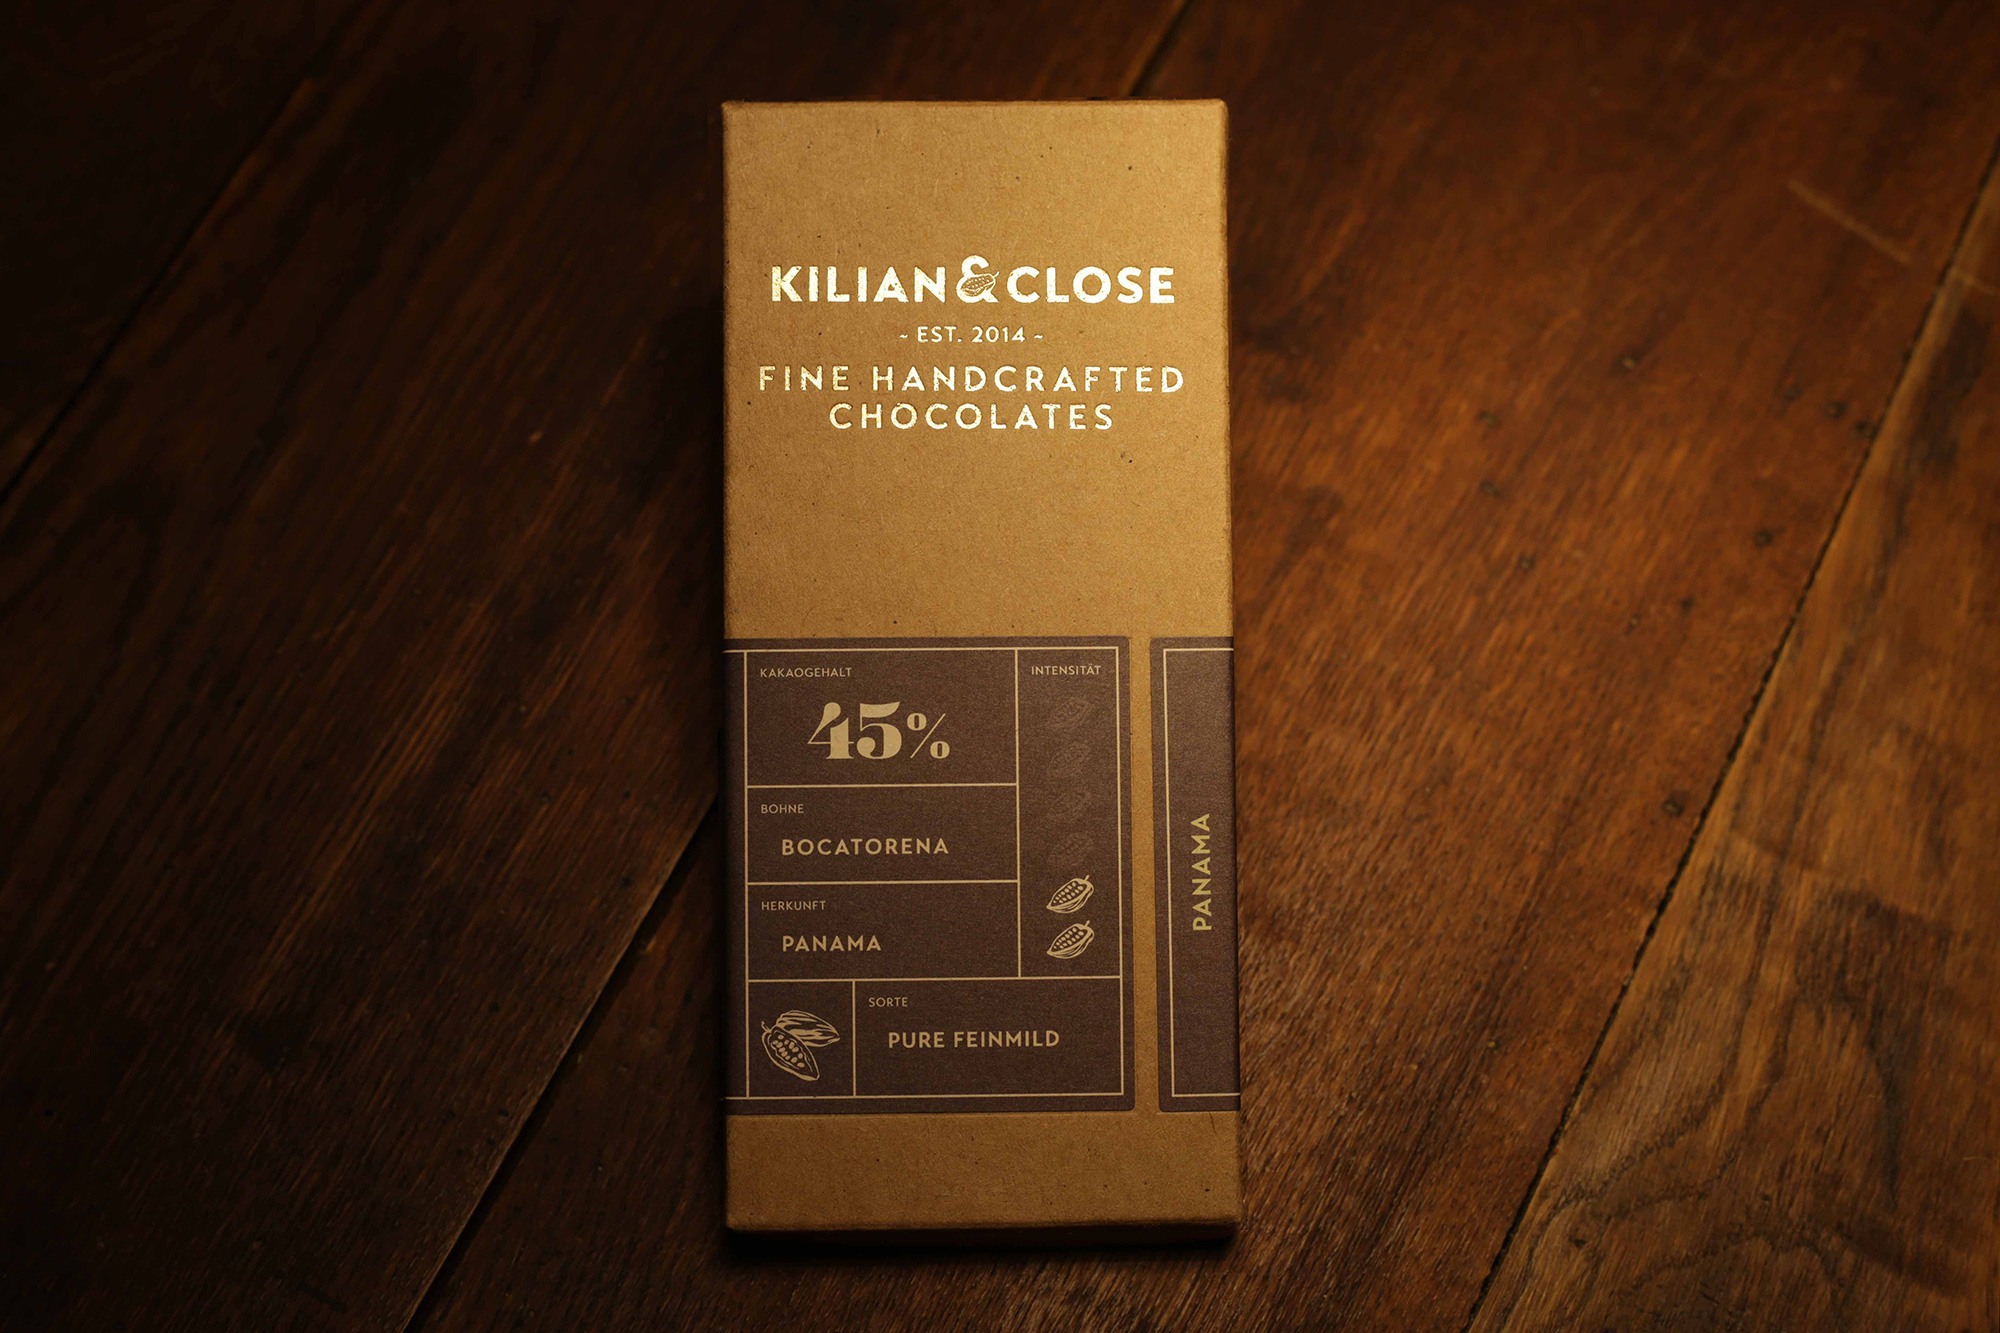 KILIAN & CLOSE
~ EST. 2014 ~
FINE HANDCRAFTED
CHOCOLATES
KAKAOGEHALT
45%
INTENSITÄT
BOHNE
BOCATORENA
HERKUNFT
PANAMA
SORTE
PURE FEINMILD
PANAMA